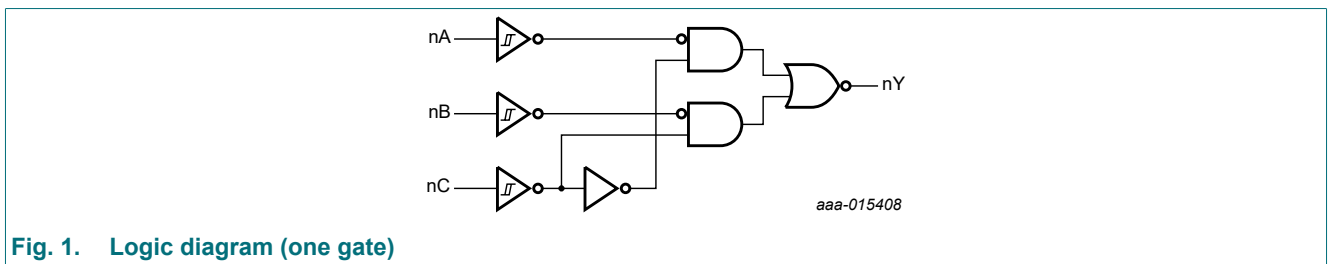 nA
nY
nB
nC
aaa-015408
Fig. 1. Logic diagram (one gate)